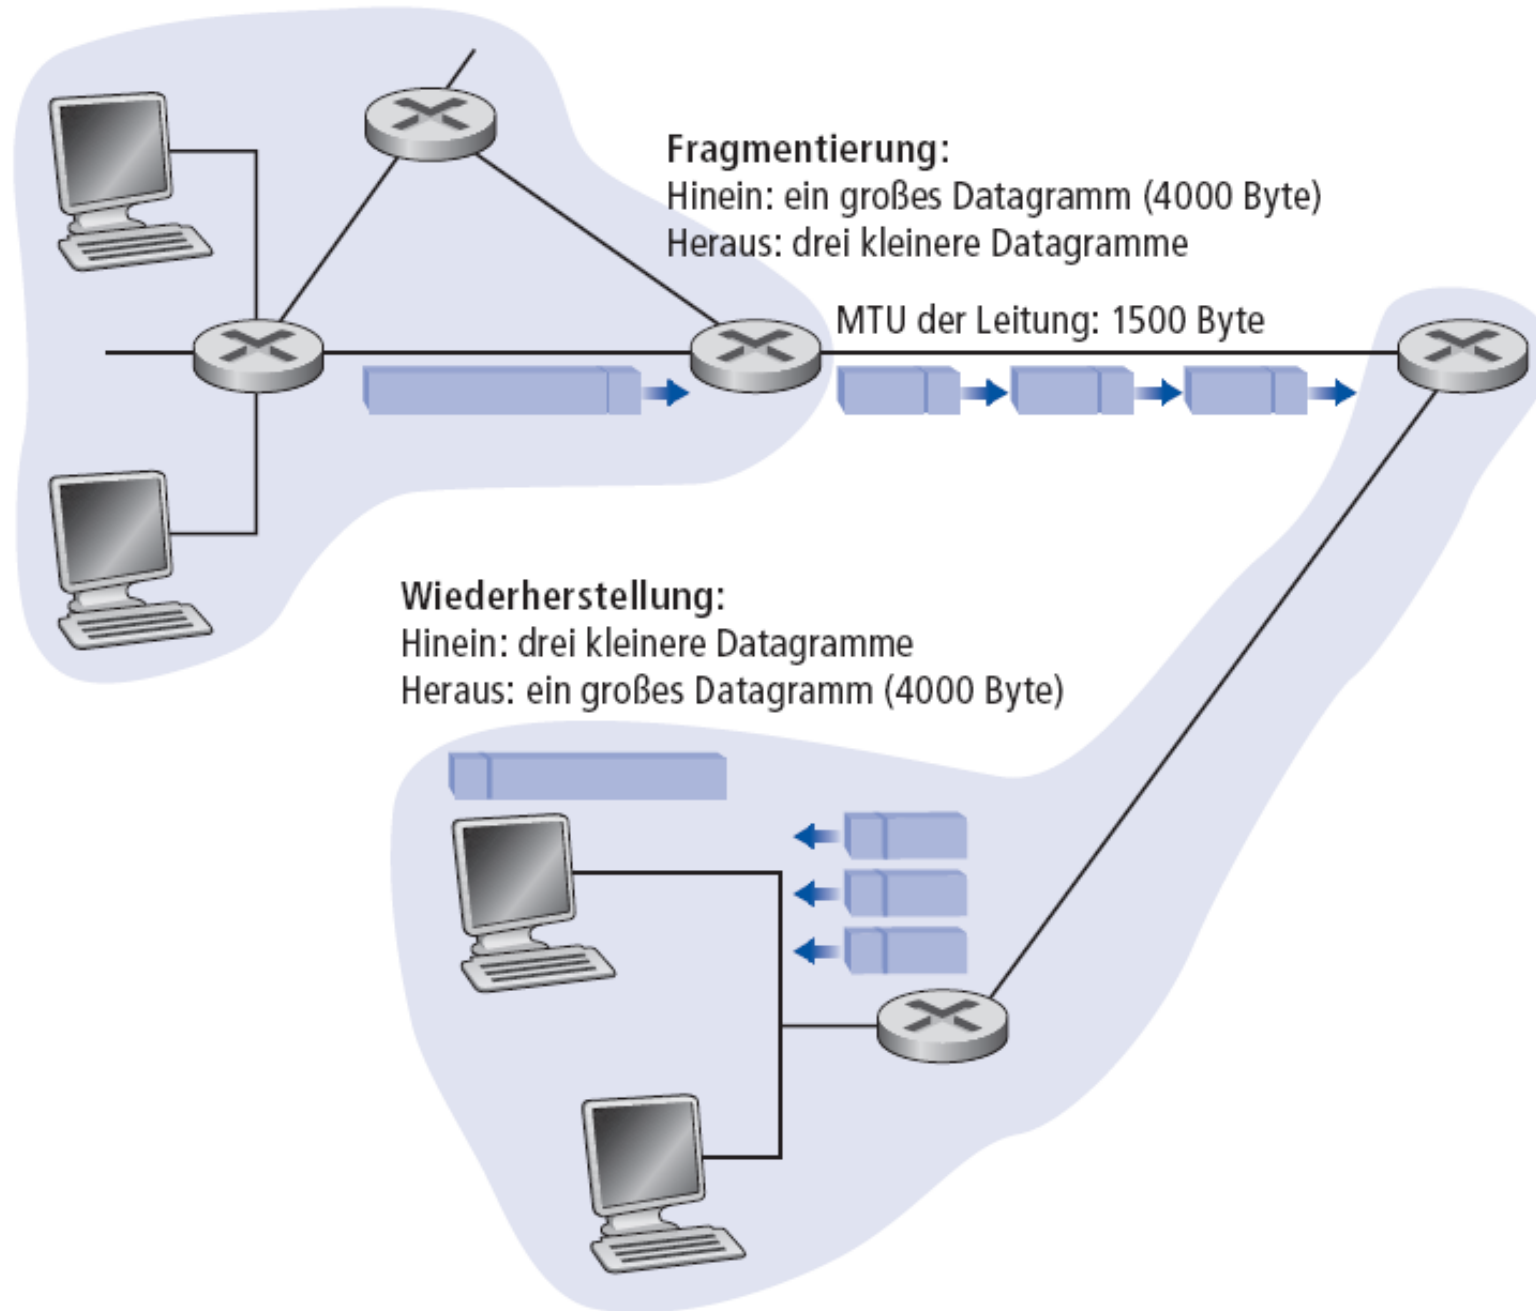 Fragmentierung:
Hinein: ein großes Datagramm (4000 Byte)
Heraus: drei kleinere Datagramme
MTU der Leitung: 1500 Byte
Wiederherstellung:
Hinein: drei kleinere Datagramme
Heraus: ein großes Datagramm (4000 Byte)